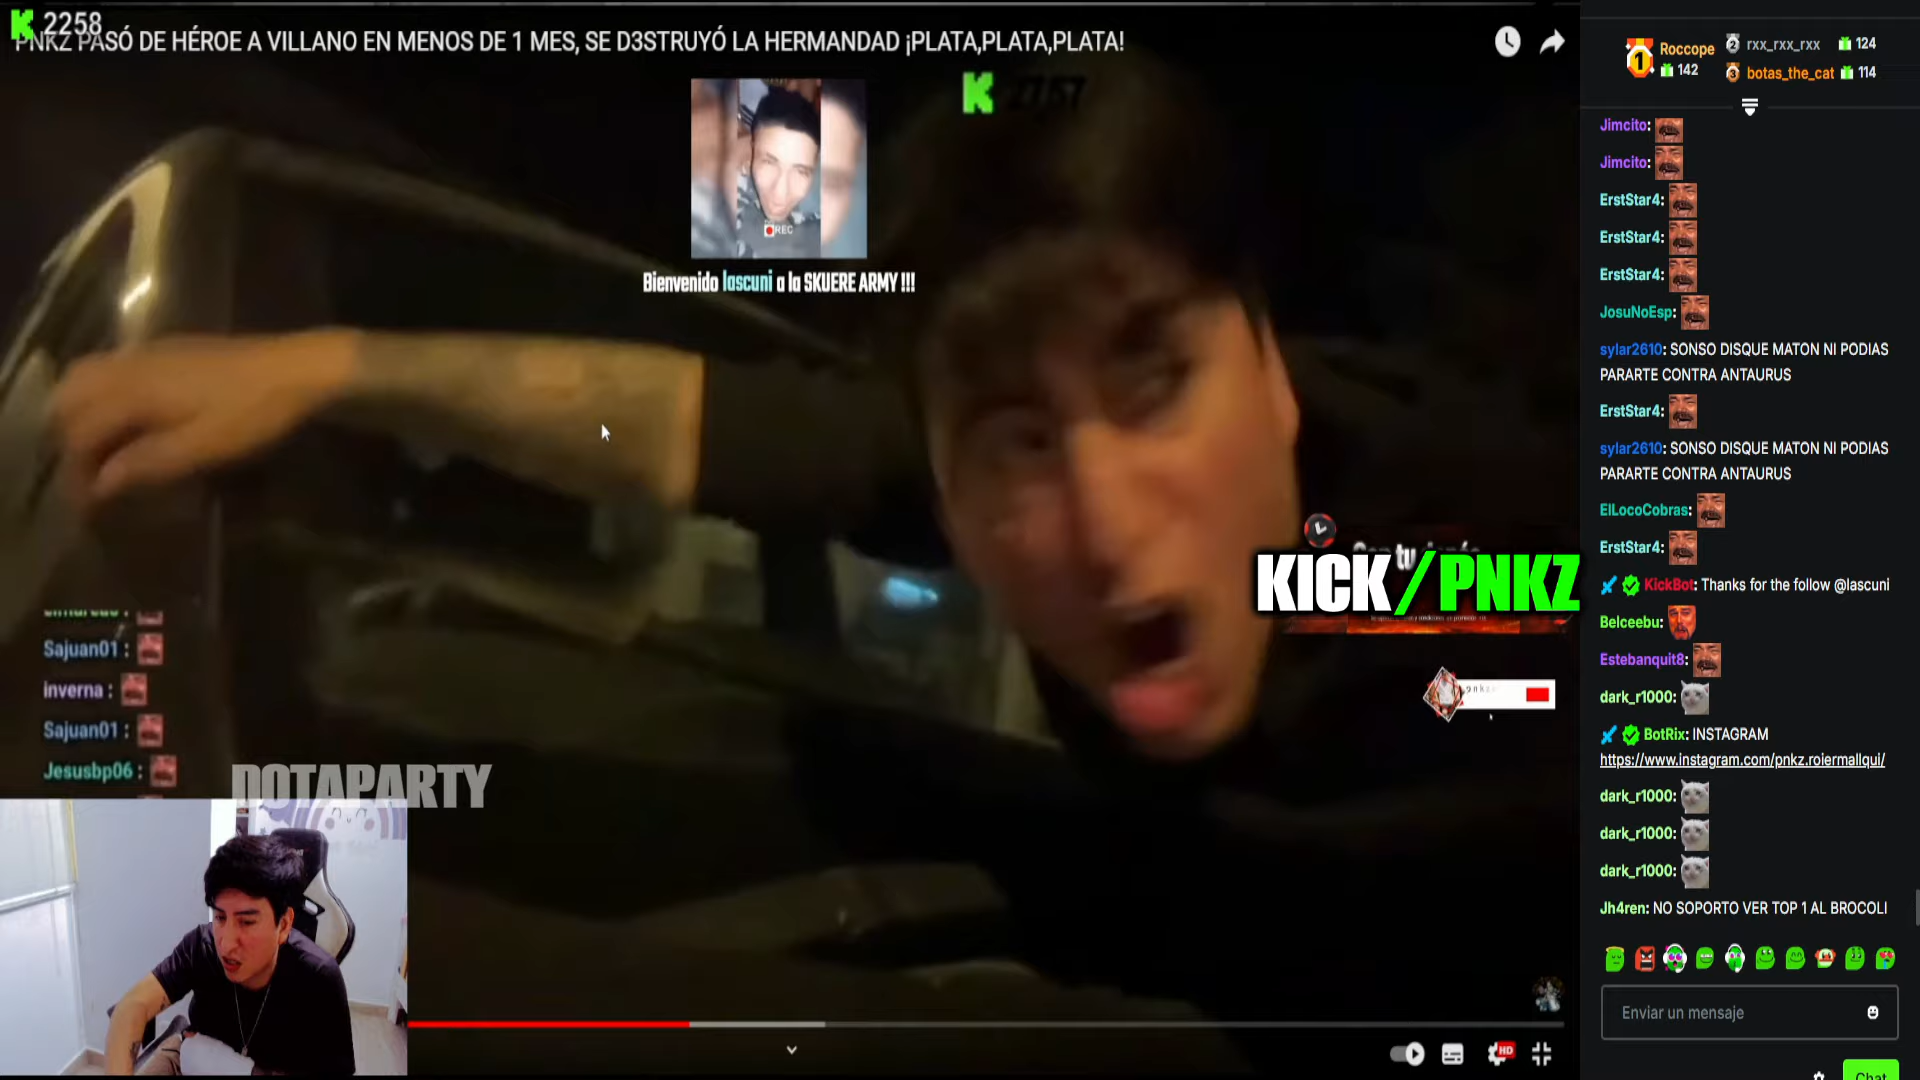 2258
PNKZ PASÓ DE HÉROE A VILLANO EN MENOS DE 1 MES, SE D3STRUYÓ LA HERMANDAD ¡PLATA,PLATA,PLATA!
REC
Bienvenido lascuni a la SKUERE ARMY !!!
KICK/PNKZ
Sajuan01 :
inverna :
Sajuan01 :
Jesusbp06 :
DOTAPARTY
HD
1 Roccope
142
2 rxx_rxx_rxx 124
3 botas_the_cat 114
Jimcito:
Jimcito:
ErstStar4:
ErstStar4:
ErstStar4:
JosuNoEsp:
sylar2610: SONSO DISQUE MATON NI PODIAS
PARARTE CONTRA ANTAURUS
ErstStar4:
sylar2610: SONSO DISQUE MATON NI PODIAS
PARARTE CONTRA ANTAURUS
ElLocoCobras:
ErstStar4:
KickBot: Thanks for the follow @lascuni
Belceebu:
Estebanquit8:
dark_r1000:
BotRix: INSTAGRAM
https://www.instagram.com/pnkz.roiermallqui/
dark_r1000:
dark_r1000:
dark_r1000:
Jh4ren: NO SOPORTO VER TOP 1 AL BROCOLI
Enviar un mensaje
Chat